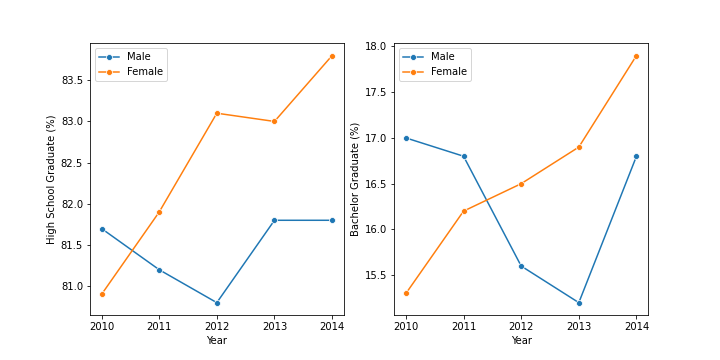 Male
Female
High School Graduate (%)
83.5
83.0
82.5
82.0
81.5
81.0
2010 2011 2012 2013 2014
Year
Male
Female
Bachelor Graduate (%)
18.0
17.5
17.0
16.5
16.0
15.5
2010 2011 2012 2013 2014
Year